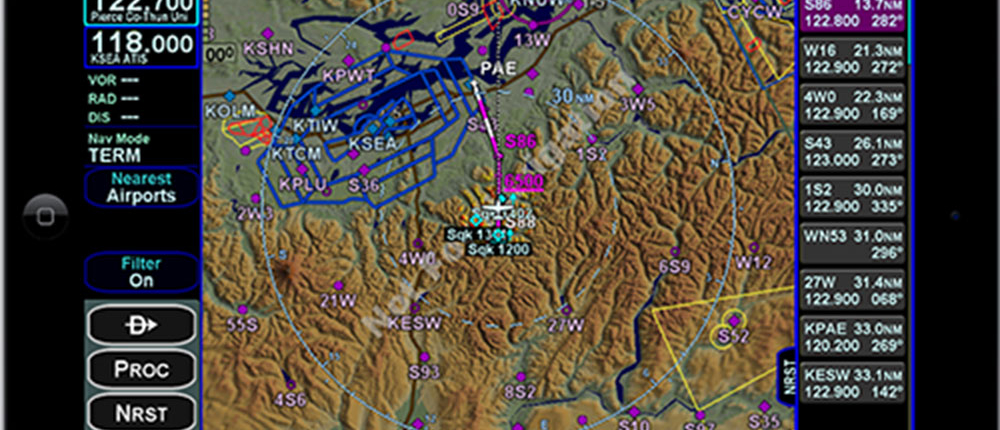 122.700
Pierce Co-Thun Uni
118.000
KSEA ATIS
VOR ---
RAD ---
DIS ---
Nav Mode
TERM
Nearest
Airports
Filter
On
D
PROC
NRST
0S9
13W
KSHN
00°
KPWT
PAE
CYCW
30NM
3W5
KOLM
KTIW
KSEA
S86
1S2
KTCM
KPLU
S36
6500
2W3
S88
Sqk 1200
4W0
6S9
W12
21W
55S
KESW
27W
S52
S93
4S6
8S2
S10
S35
Not For Navigation
NRST
S86 13.7NM
122.800 282°
W16 21.3NM
122.900 272°
4W0 22.3NM
122.900 169°
S43 26.1NM
123.000 273°
1S2 30.0NM
122.900 335°
WN53 31.0NM
296°
27W 31.4NM
122.900 068°
KPAE 33.0NM
120.200 269°
KESW 33.1NM
122.900 142°